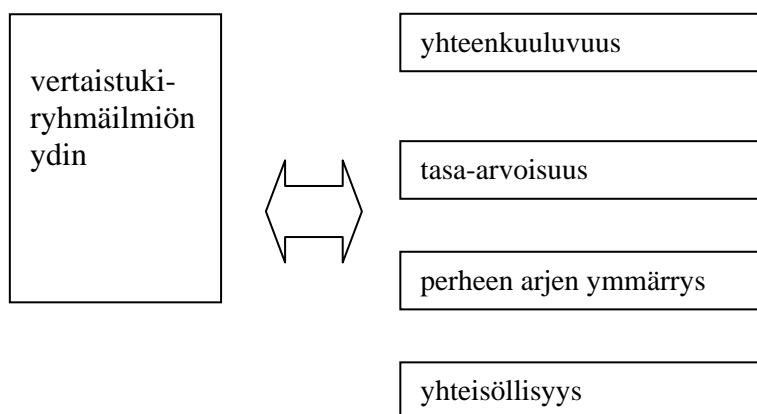 vertaistuki-
ryhmäilmiön
ydin
yhteenkuuluvuus
tasa-arvoisuus
perheen arjen ymmärrys
yhteisöllisyys